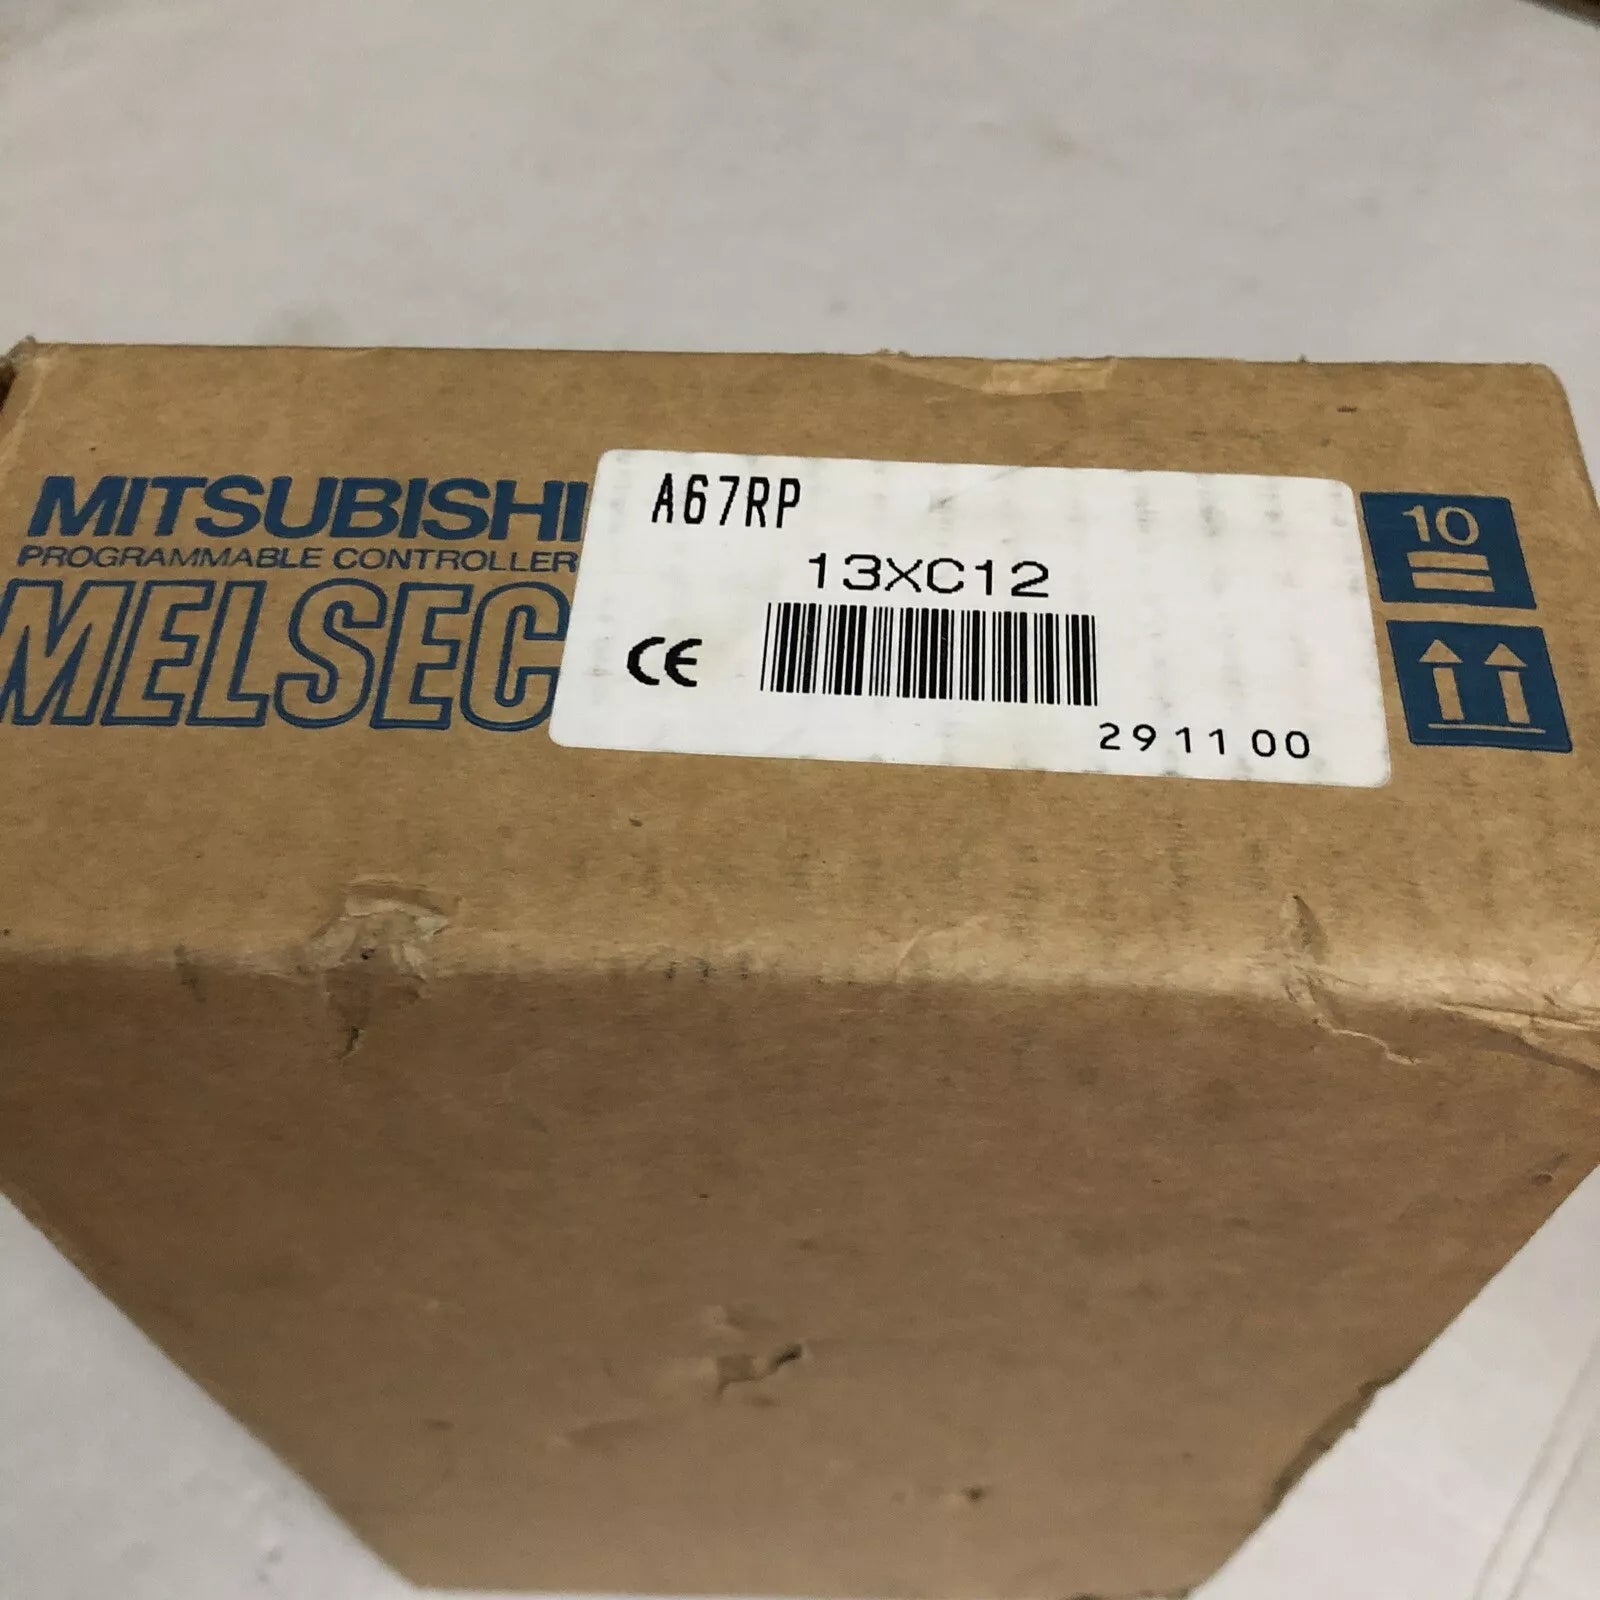 MITSUBISHI
PROGRAMMABLE CONTROLLER
MELSEC
A67RP
13XC12
CE
291100
10